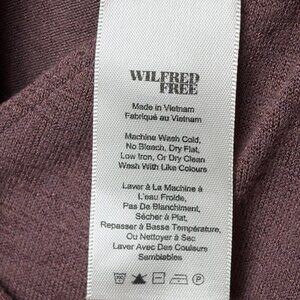 WILFRED
FREE
Made in Vietnam
Fabriqué au Vietnam
Machine Wash Cold,
No Bleach, Dry Flat,
Low Iron, Or Dry Clean
Wash With Like Colours
Laver à La Machine à
L'eau Froide,
Pas De Blanchiment,
Sécher à Plat,
Repasser à Basse Température,
Ou Nettoyer à Sec
Laver Avec Des Couleurs
Semblables